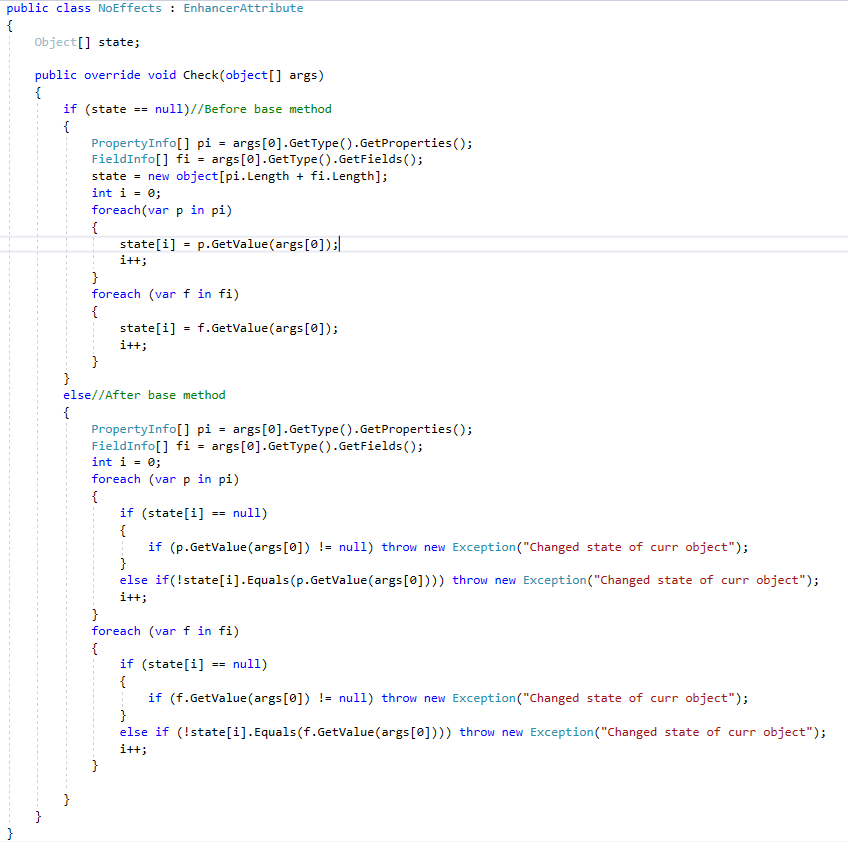 public class NoEffects : EnhancerAttribute
{
    Object[] state;

    public override void Check(object[] args)
    {
        if (state == null)//Before base method
        {
            PropertyInfo[] pi = args[0].GetType().GetProperties();
            FieldInfo[] fi = args[0].GetType().GetFields();
            state = new object[pi.Length + fi.Length];
            int i = 0;
            foreach(var p in pi)
            {
                state[i] = p.GetValue(args[0]);
                i++;
            }
            foreach (var f in fi)
            {
                state[i] = f.GetValue(args[0]);
                i++;
            }
        }
        else//After base method
        {
            PropertyInfo[] pi = args[0].GetType().GetProperties();
            FieldInfo[] fi = args[0].GetType().GetFields();
            int i = 0;
            foreach (var p in pi)
            {
                if (state[i] == null)
                {
                    if (p.GetValue(args[0]) != null) throw new Exception("Changed state of curr object");
                }
                else if(!state[i].Equals(p.GetValue(args[0]))) throw new Exception("Changed state of curr object");
                i++;
            }
            foreach (var f in fi)
            {
                if (state[i] == null)
                {
                    if (f.GetValue(args[0]) != null) throw new Exception("Changed state of curr object");
                }
                else if (!state[i].Equals(f.GetValue(args[0]))) throw new Exception("Changed state of curr object");
                i++;
            }

        }
    }
}